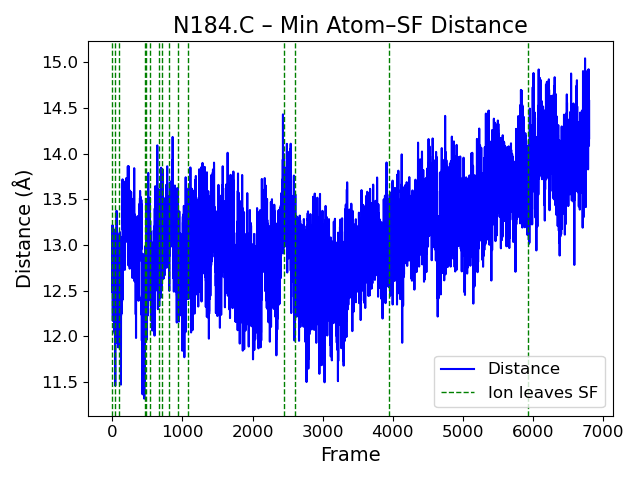 N184.C – Min Atom–SF Distance
15.0
14.5
14.0
13.5
13.0
12.5
12.0
11.5
Distance (Å)
Distance
Ion leaves SF
0 1000 2000 3000 4000 5000 6000 7000
Frame